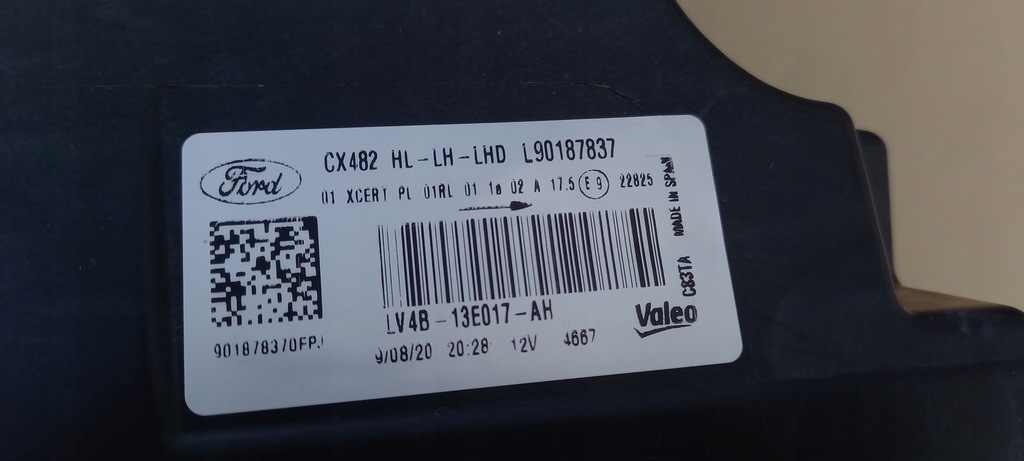 Ford
CX482 HL-LH-LHD L90187837
01 XCERT PL 01RL 01 1a 02 A 17.5 E9 22825
MADE IN SPAIN
C83TA
LV4B-13E017-AH
Valeo
9/08/20 20:28 12V 4667